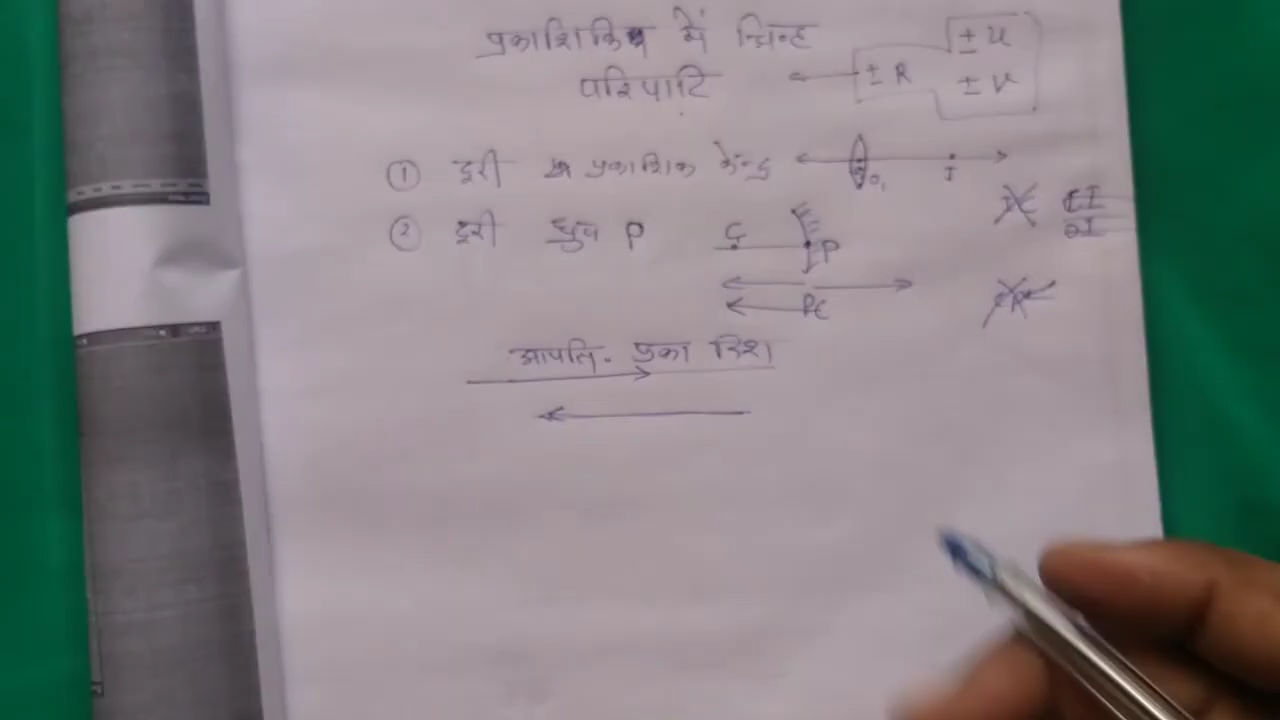 प्रकाशिकी में चिन्ह ± u
परिपाटि ← ± R ± v
① दूरी प्रकाशिक केन्द्र O, I
② दूरी ध्रुव P C P
PC
आपति. प्रका दिशा